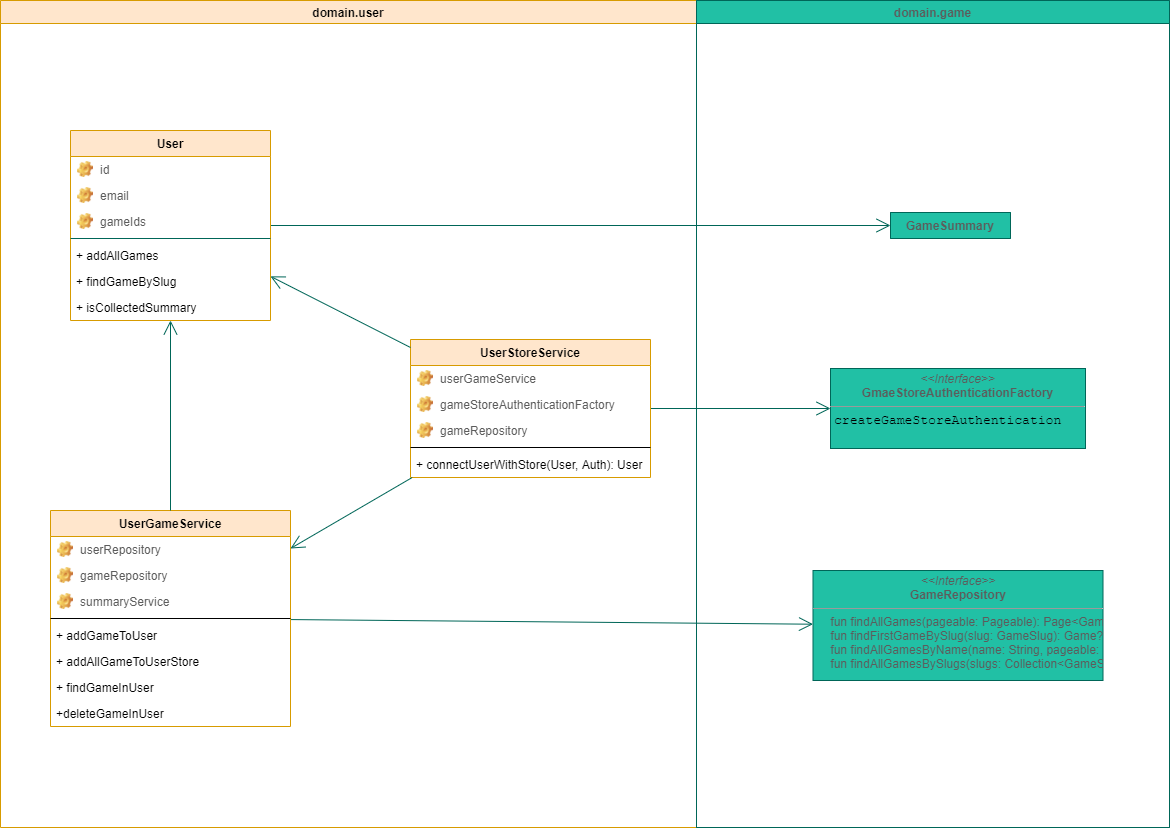 domain.user
domain.game
User
id
email
gameIds
+ addAllGames
+ findGameBySlug
+ isCollectedSummary
GameSummary
UserStoreService
userGameService
gameStoreAuthenticationFactory
gameRepository
+ connectUserWithStore(User, Auth): User
<<Interface>>
GmaeStoreAuthenticationFactory
createGameStoreAuthentication
UserGameService
userRepository
gameRepository
summaryService
+ addGameToUser
+ addAllGameToUserStore
+ findGameInUser
+deleteGameInUser
<<Interface>>
GameRepository
fun findAllGames(pageable: Pageable): Page<Gam
fun findFirstGameBySlug(slug: GameSlug): Game?
fun findAllGamesByName(name: String, pageable:
fun findAllGamesBySlugs(slugs: Collection<GameS